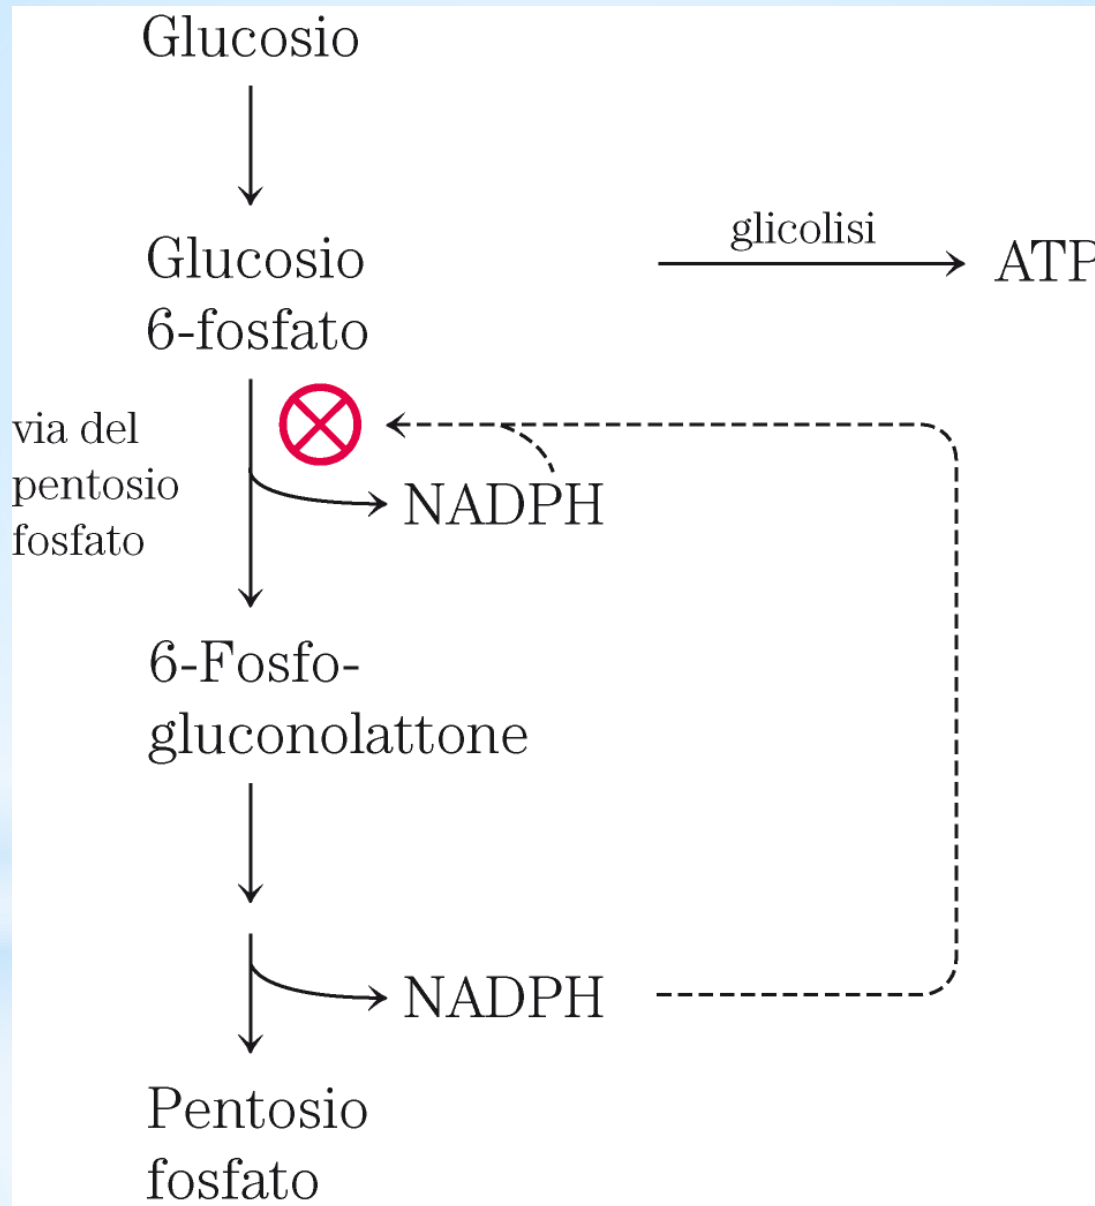 Glucosio
glicolisi
Glucosio
6-fosfato
ATP
via del
pentosio
fosfato
NADPH
6-Fosfo-
gluconolattone
NADPH
Pentosio
fosfato